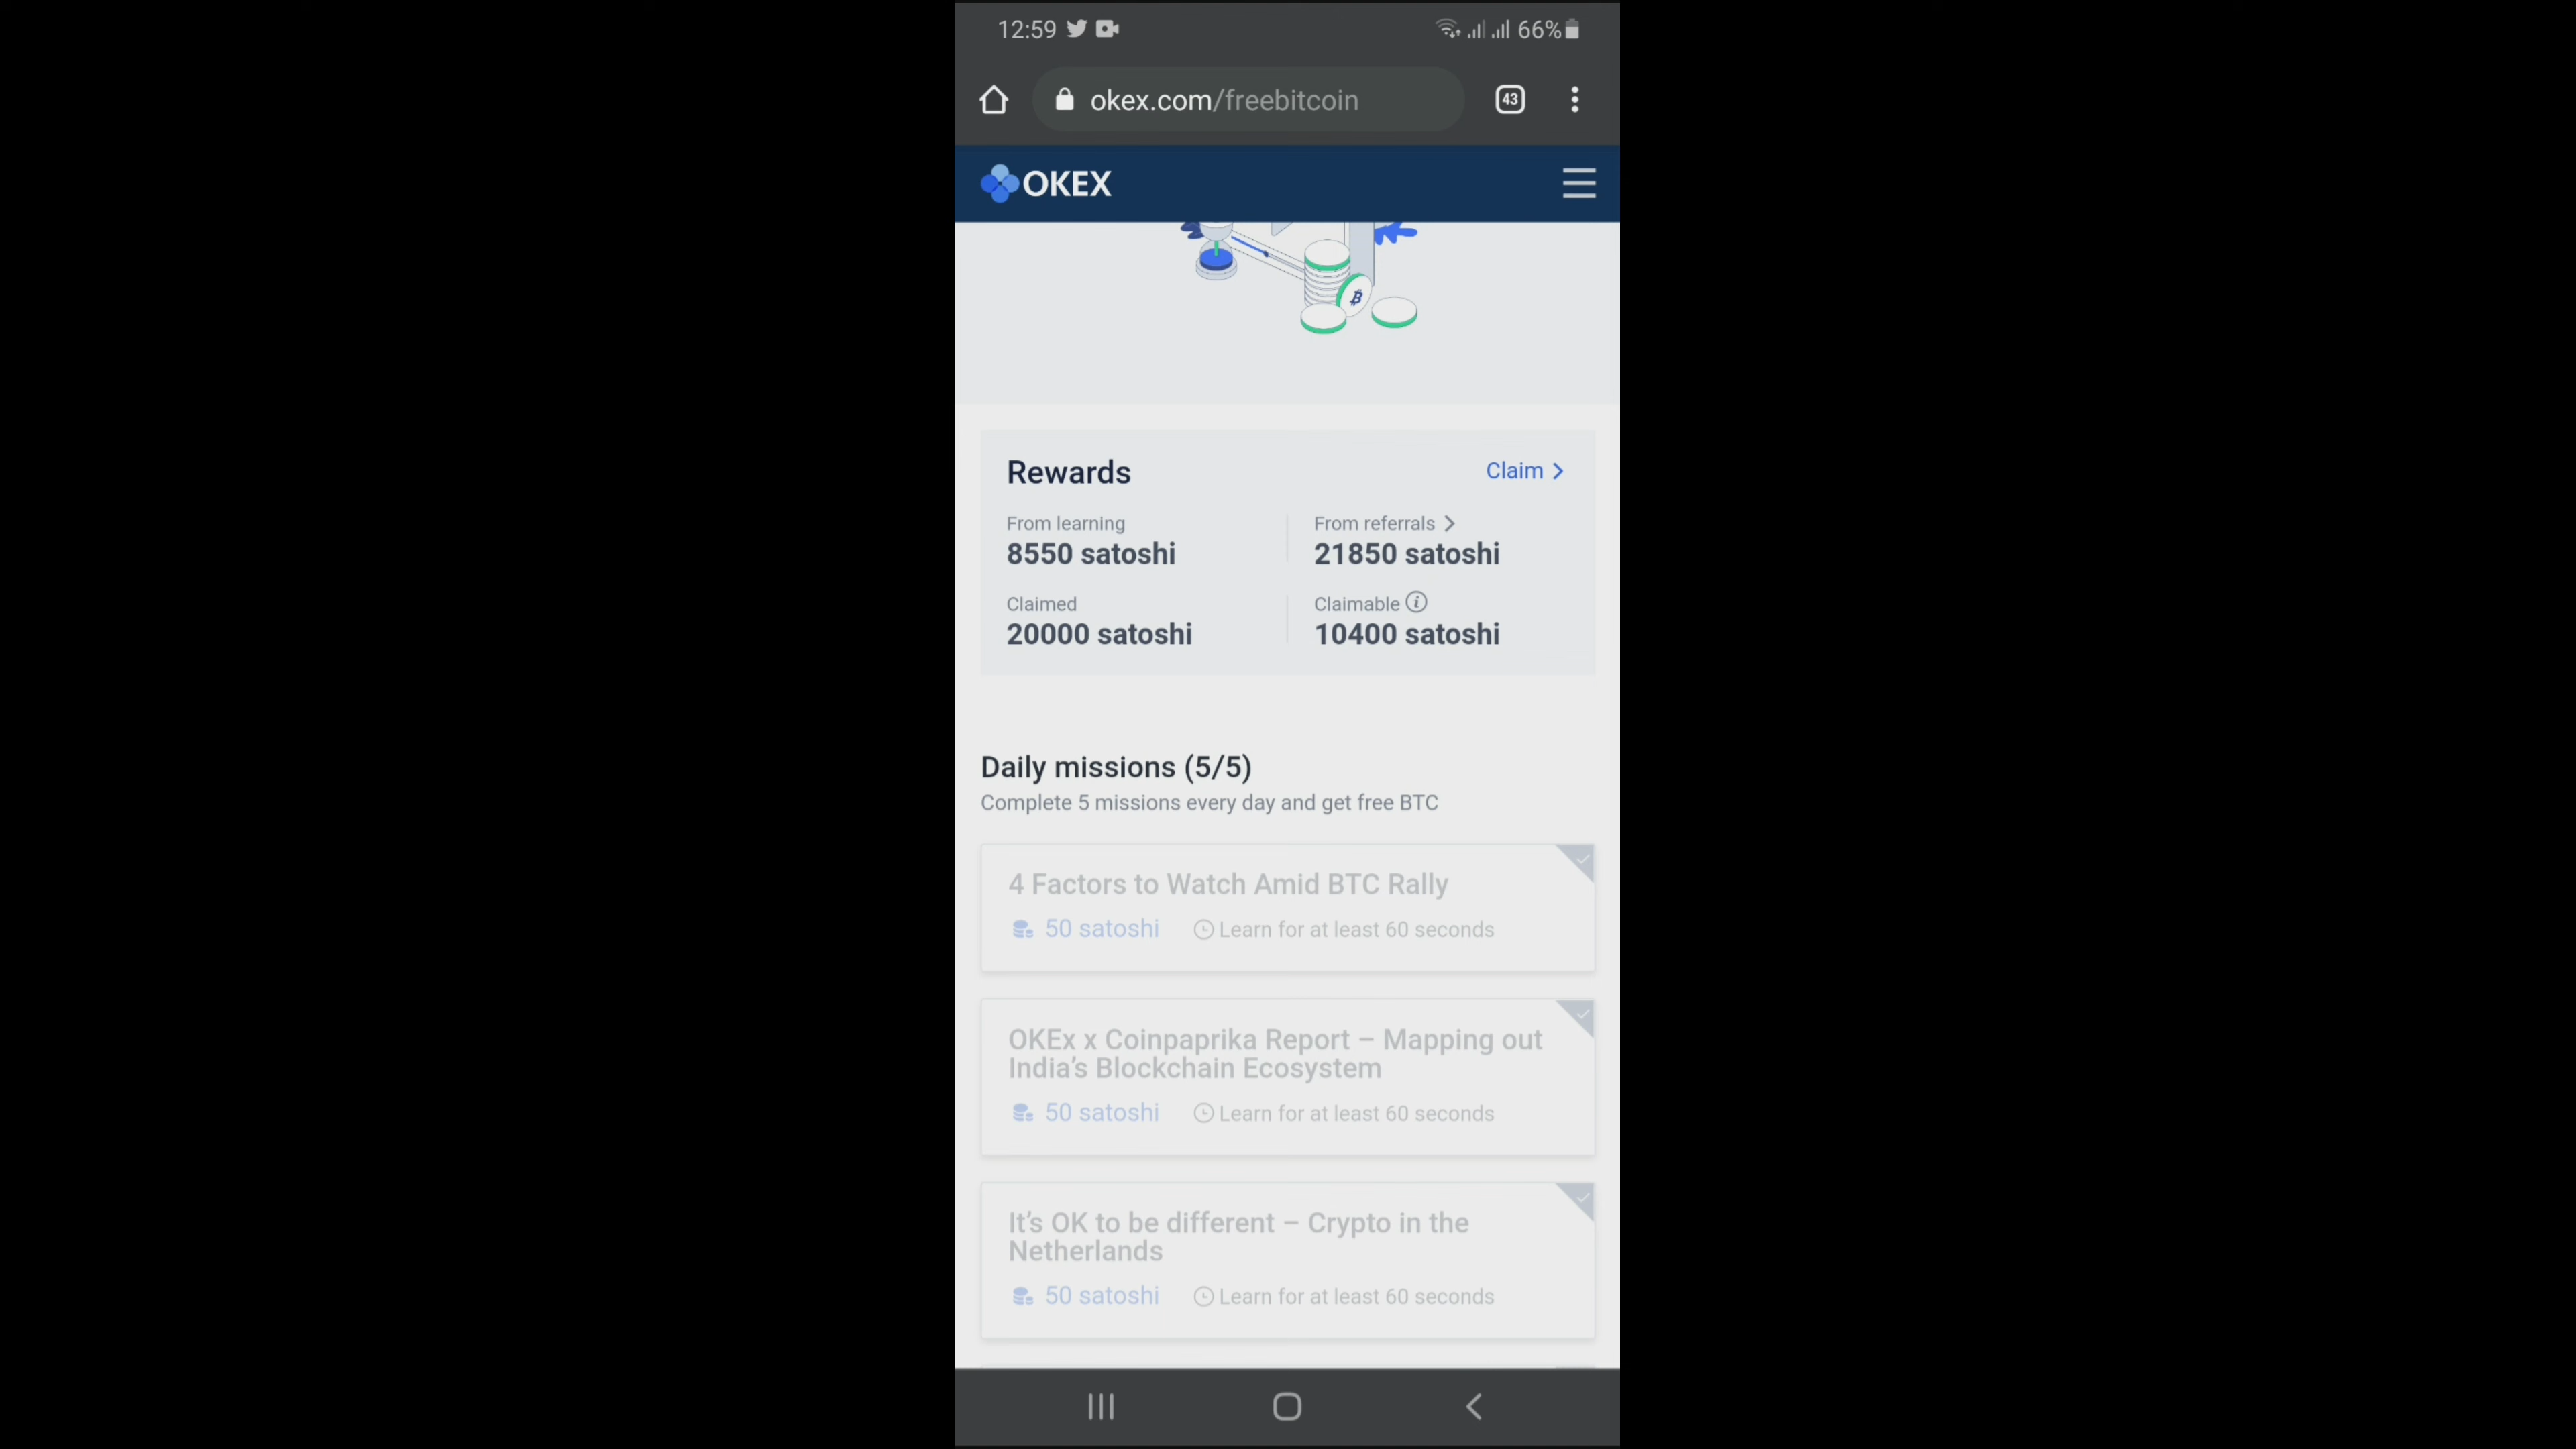 12:59 66%
okex.com/freebitcoin 43
OKEX
Rewards Claim
From learning From referrals
8550 satoshi 21850 satoshi
Claimed Claimable
20000 satoshi 10400 satoshi
Daily missions (5/5)
Complete 5 missions every day and get free BTC
4 Factors to Watch Amid BTC Rally
50 satoshi Learn for at least 60 seconds
OKEx x Coinpaprika Report – Mapping out
India’s Blockchain Ecosystem
50 satoshi Learn for at least 60 seconds
It’s OK to be different – Crypto in the
Netherlands
50 satoshi Learn for at least 60 seconds